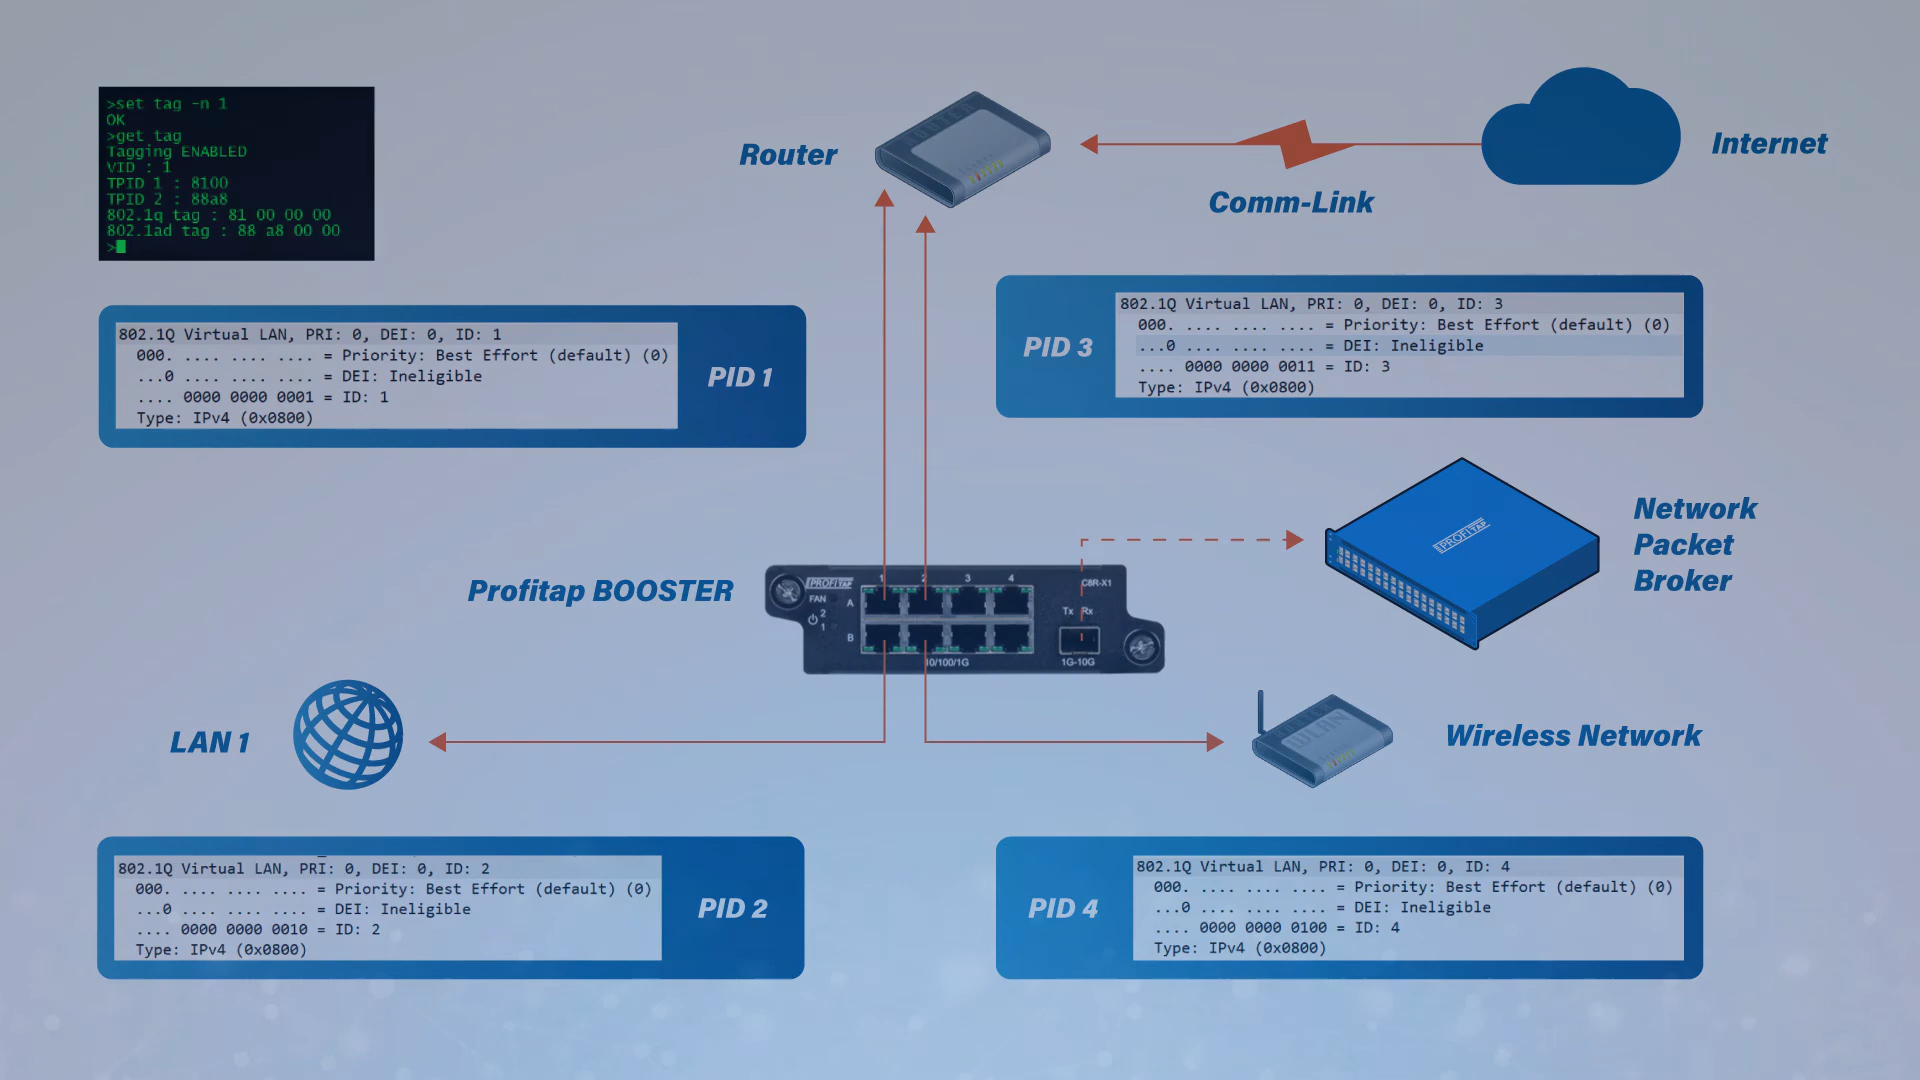 >set tag -n 1
OK
>get tag
Tagging ENABLED
VID : 1
TPID 1 : 8100
TPID 2 : 88a8
802.1q tag : 81 00 00 00
802.1ad tag : 88 a8 00 00
>
Router
ROUTER
Comm-Link
Internet
802.1Q Virtual LAN, PRI: 0, DEI: 0, ID: 1
000. .... .... .... = Priority: Best Effort (default) (0)
...0 .... .... .... = DEI: Ineligible
.... 0000 0000 0001 = ID: 1
Type: IPv4 (0x0800)
PID 1
PID 3
802.1Q Virtual LAN, PRI: 0, DEI: 0, ID: 3
000. .... .... .... = Priority: Best Effort (default) (0)
...0 .... .... .... = DEI: Ineligible
.... 0000 0000 0011 = ID: 3
Type: IPv4 (0x0800)
Profitap BOOSTER
PROFITAP
1 2 3 4
C8R-X1
FAN
A
2
1
B
Tx Rx
10/100/1G
1G-10G
PROFITAP
Network
Packet
Broker
LAN 1
WLAN
Wireless Network
802.1Q Virtual LAN, PRI: 0, DEI: 0, ID: 2
000. .... .... .... = Priority: Best Effort (default) (0)
...0 .... .... .... = DEI: Ineligible
.... 0000 0000 0010 = ID: 2
Type: IPv4 (0x0800)
PID 2
PID 4
802.1Q Virtual LAN, PRI: 0, DEI: 0, ID: 4
000. .... .... .... = Priority: Best Effort (default) (0)
...0 .... .... .... = DEI: Ineligible
.... 0000 0000 0100 = ID: 4
Type: IPv4 (0x0800)